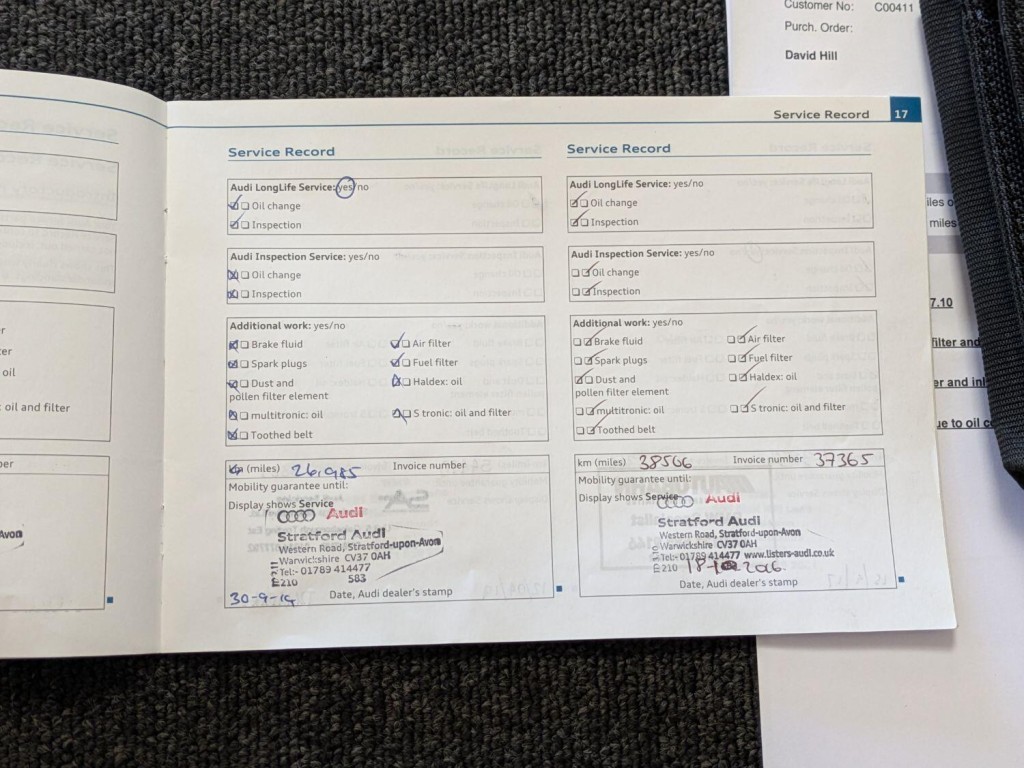 Customer No: C00411
Purch. Order:
David Hill
Service Record 17
Service Record
Audi LongLife Service: yes/no
Oil change
Inspection
Audi Inspection Service: yes/no
Oil change
Inspection
Additional work: yes/no
Brake fluid
Air filter
Spark plugs
Fuel filter
Dust and
pollen filter element
Haldex: oil
multitronic: oil
S tronic: oil and filter
Toothed belt
km (miles) 26,985 Invoice number
Mobility guarantee until:
Display shows Service
Audi
Stratford Audi
Western Road, Stratford-upon-Avon
Warwickshire CV37 0AH
Tel:- 01789 414477
E210 583
30-9-14 Date, Audi dealer's stamp
Service Record
Audi LongLife Service: yes/no
Oil change
Inspection
Audi Inspection Service: yes/no
Oil change
Inspection
Additional work: yes/no
Brake fluid
Air filter
Spark plugs
Fuel filter
Dust and
pollen filter element
Haldex: oil
multitronic: oil
S tronic: oil and filter
Toothed belt
km (miles) 38566 Invoice number 37365
Mobility guarantee until:
Display shows Service
Audi
Stratford Audi
Western Road, Stratford-upon-Avon
Warwickshire CV37 0AH
Tel:- 01789 414477 www.listers-audi.co.uk
E210
Date, Audi dealer's stamp
oil
oil and filter
Avon
miles
7.10
filter and